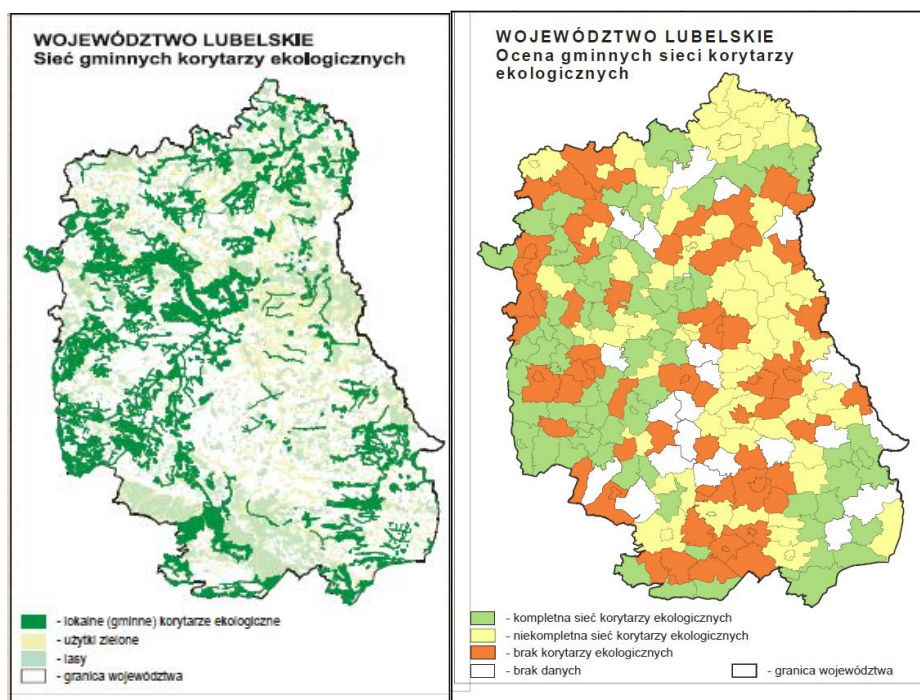 WOJEWÓDZTWO LUBELSKIE
Sieć gminnych korytarzy ekologicznych
- lokalne (gminne) korytarze ekologiczne
- użytki zielone
- lasy
- granica województwa
WOJEWÓDZTWO LUBELSKIE
Ocena gminnych sieci korytarzy
ekologicznych
- kompletna sieć korytarzy ekologicznych
- niekompletna sieć korytarzy ekologicznych
- brak korytarzy ekologicznych
- brak danych
- granica województwa